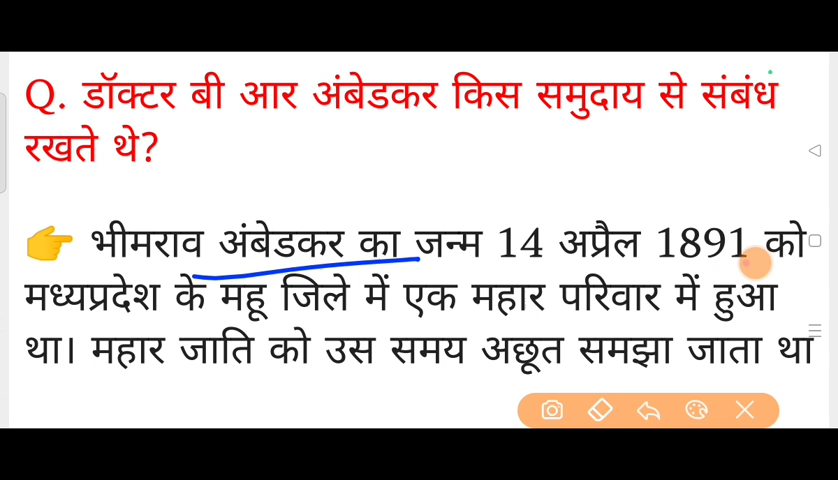 Q. डॉक्टर बी आर अंबेडकर किस समुदाय से संबंध
रखते थे?
👉 भीमराव अंबेडकर का जन्म 14 अप्रैल 1891 को
मध्यप्रदेश के महू जिले में एक महार परिवार में हुआ
था। महार जाति को उस समय अछूत समझा जाता था